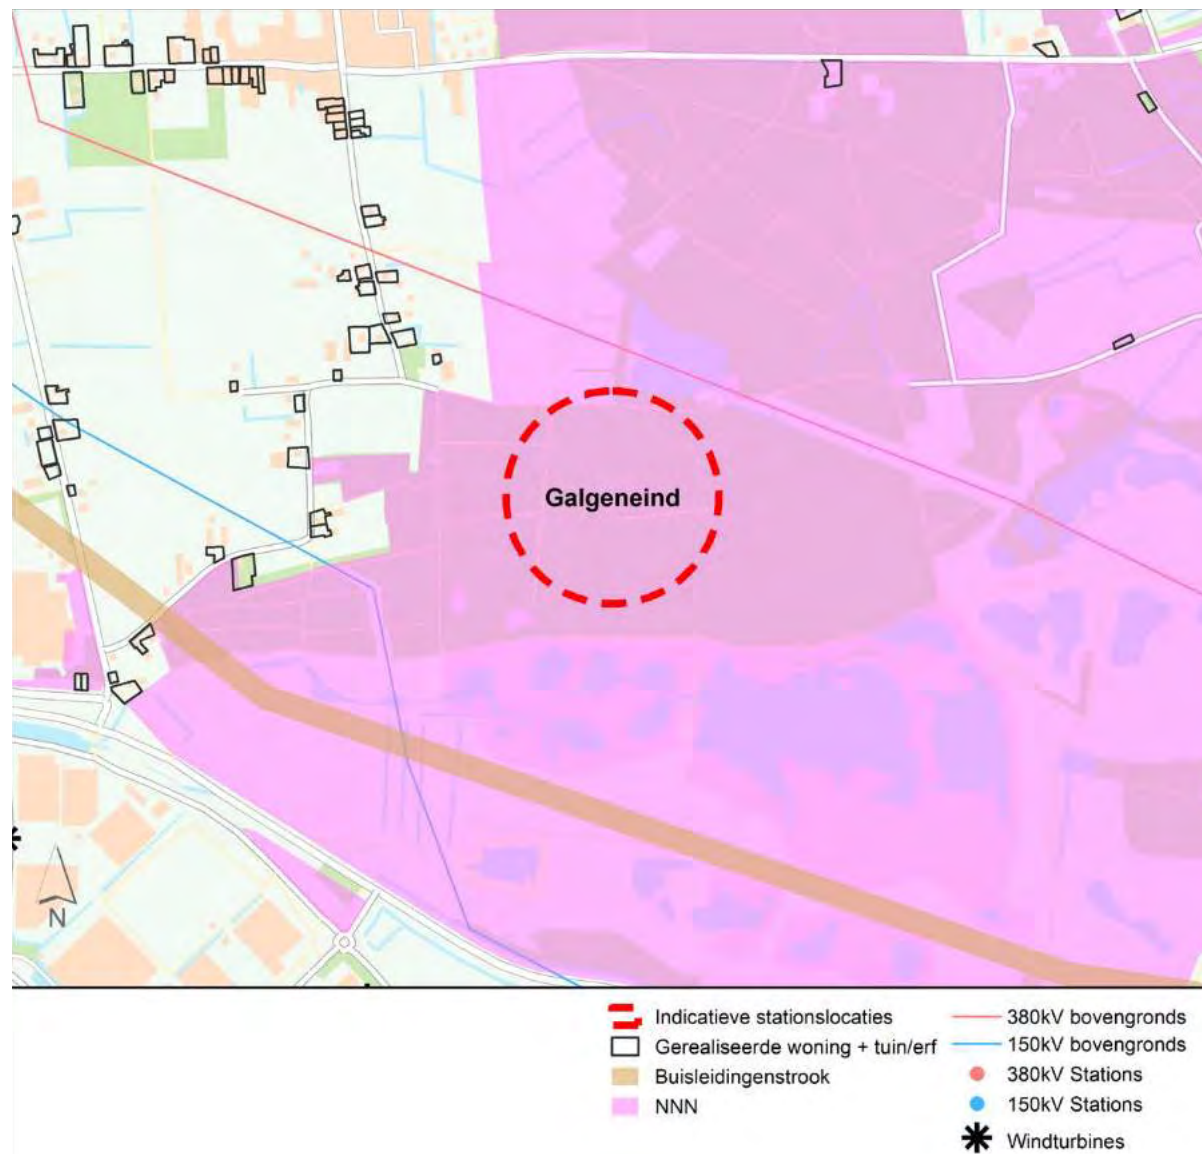 Galgeneind
N
Indicatieve stationslocaties
Gerealiseerde woning + tuin/erf
Buisleidingenstrook
NNN
380kV bovengronds
150kV bovengronds
380kV Stations
150kV Stations
Windturbines